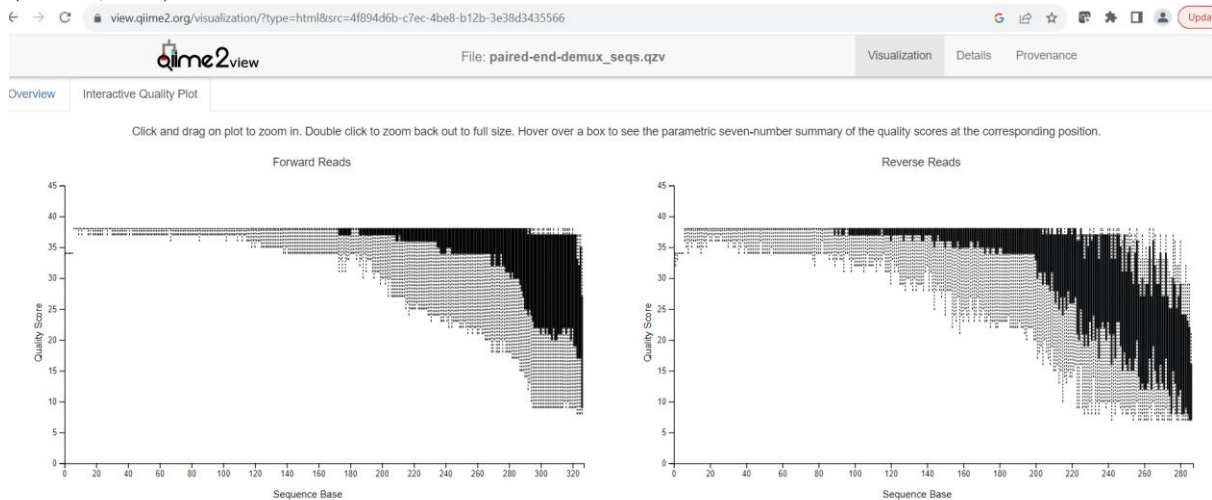 view.qiime2.org/visualization/?type=html&src=4f894d6b-c7ec-4be8-b12b-3e38d3435566
Upda
qiime2view
File: paired-end-demux_seqs.qzv
Visualization
Details
Provenance
Overview
Interactive Quality Plot
Click and drag on plot to zoom in. Double click to zoom back out to full size. Hover over a box to see the parametric seven-number summary of the quality scores at the corresponding position.
Forward Reads
45
40
35
30
25
20
15
10
5
0
Quality Score
0 20 40 60 80 100 120 140 160 180 200 220 240 260 280 300 320
Sequence Base
Reverse Reads
45
40
35
30
25
20
15
10
5
0
Quality Score
0 20 40 60 80 100 120 140 160 180 200 220 240 260 280
Sequence Base